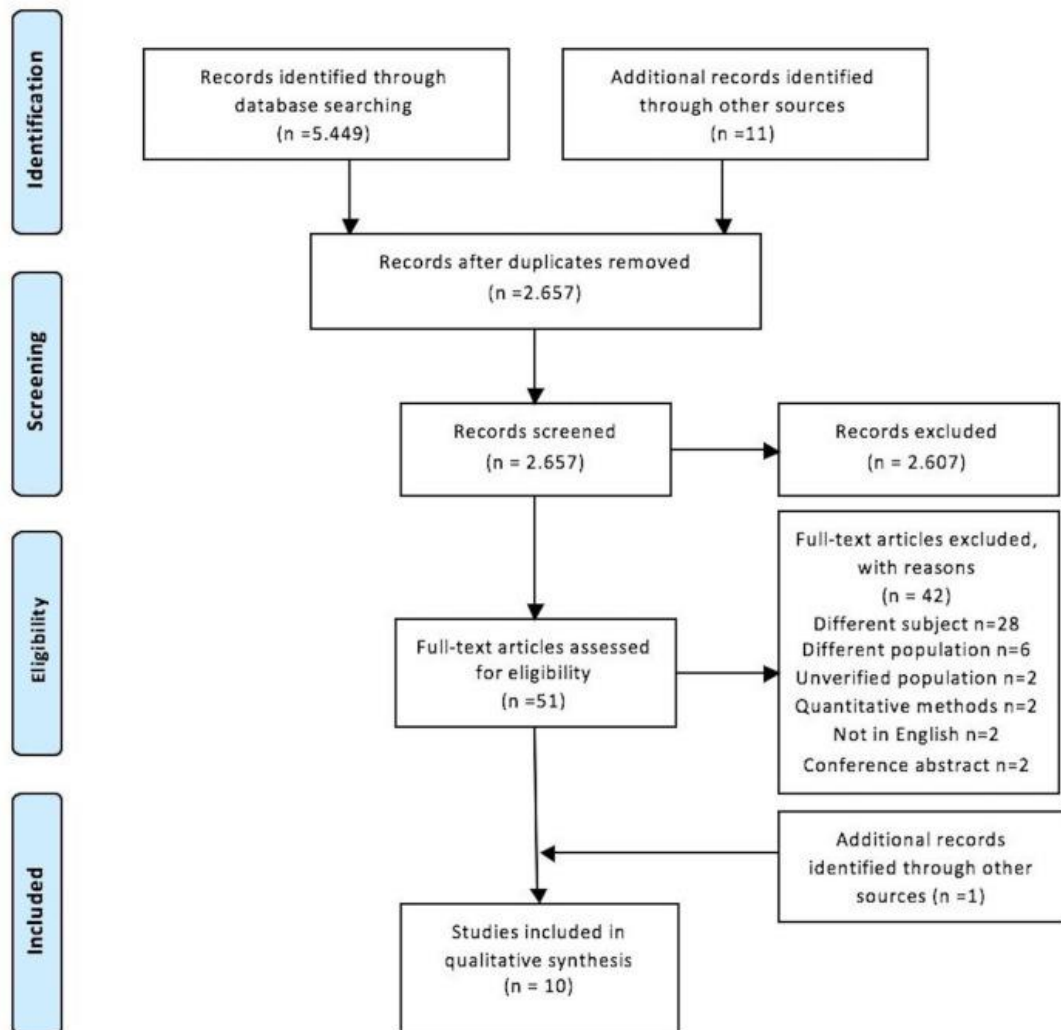 Identification
Records identified through
database searching
(n =5.449)
Additional records identified
through other sources
(n =11)
Records after duplicates removed
(n =2.657)
Screening
Records screened
(n = 2.657)
Records excluded
(n = 2.607)
Eligibility
Full-text articles assessed
for eligibility
(n =51)
Full-text articles excluded,
with reasons
(n = 42)
Different subject n=28
Different population n=6
Unverified population n=2
Quantitative methods n=2
Not in English n=2
Conference abstract n=2
Included
Additional records
identified through other
sources (n =1)
Studies included in
qualitative synthesis
(n = 10)